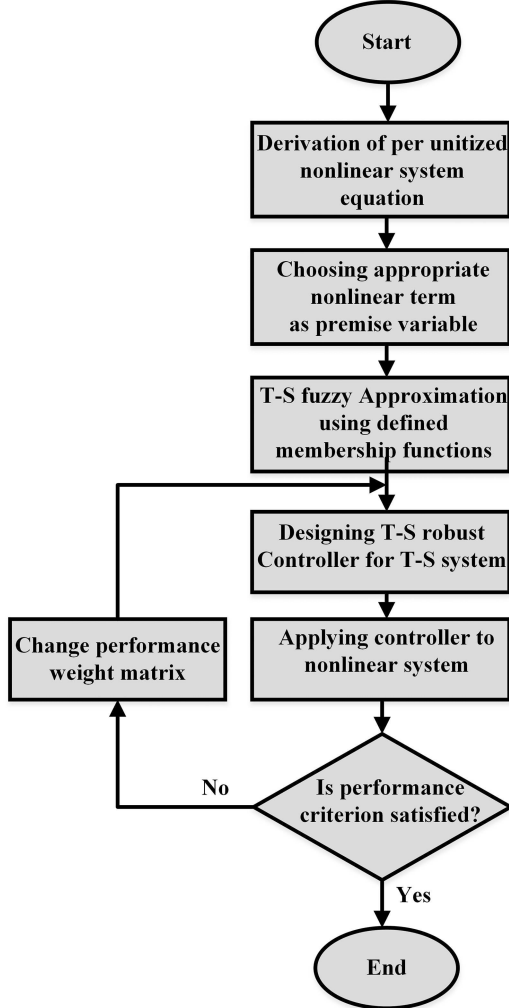 Start
Derivation of per unitized
nonlinear system
equation
Choosing appropriate
nonlinear term
as premise variable
T-S fuzzy Approximation
using defined
membership functions
Designing T-S robust
Controller for T-S system
Change performance
weight matrix
Applying controller to
nonlinear system
No
Is performance
criterion satisfied?
Yes
End